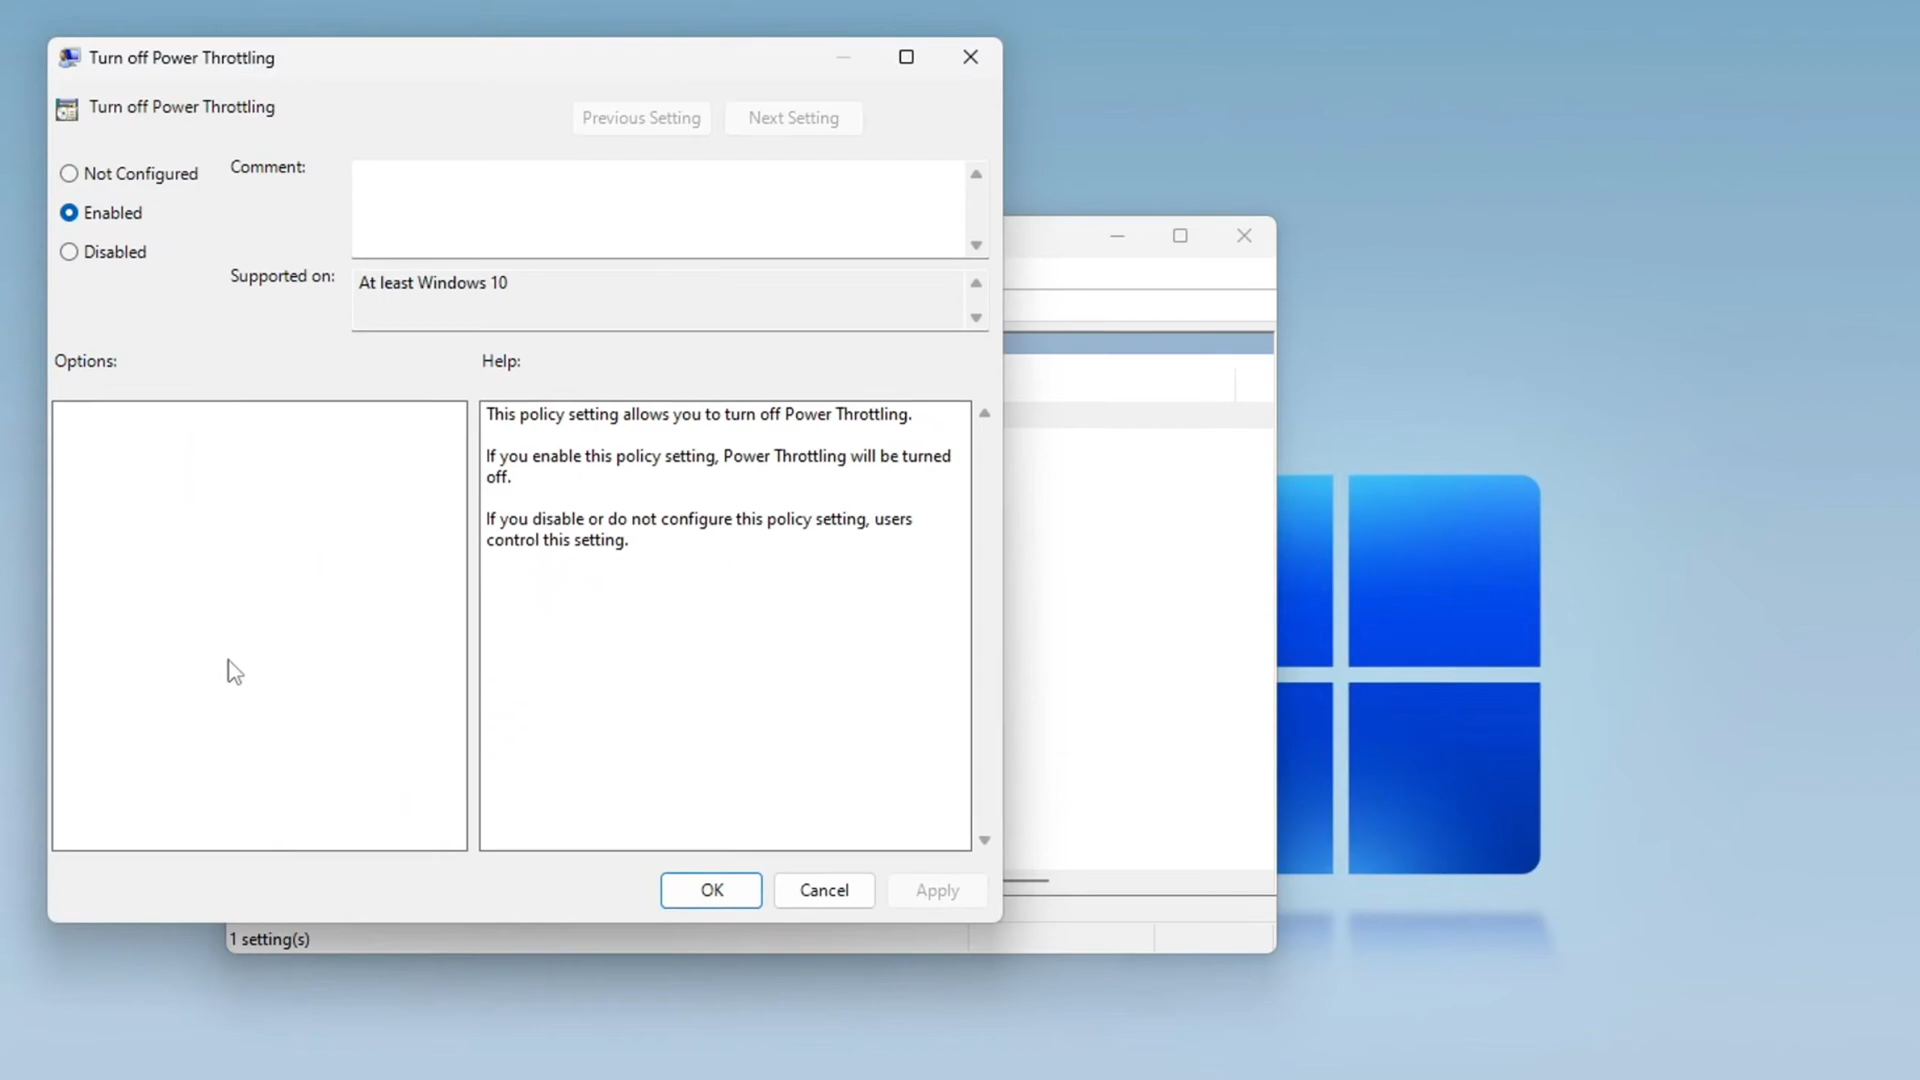 Turn off Power Throttling
Turn off Power Throttling
Previous Setting
Next Setting
Not Configured
Comment:
Enabled
Disabled
Supported on:
At least Windows 10
Options:
Help:
This policy setting allows you to turn off Power Throttling.
If you enable this policy setting, Power Throttling will be turned
off.
If you disable or do not configure this policy setting, users
control this setting.
OK
Cancel
Apply
1 setting(s)